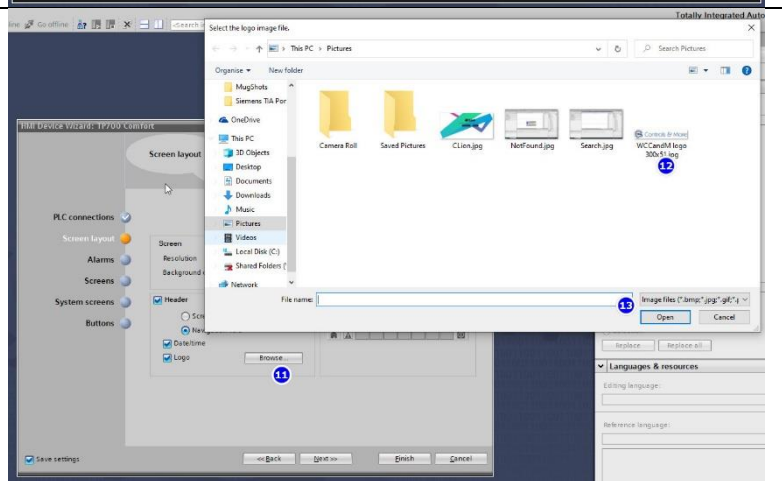 Totally Integrated Auto
Go offline
Select the logo image file.
This PC > Pictures
Search Pictures
Organise
New folder
MugShots
Siemens TIA Por
OneDrive
This PC
3D Objects
Desktop
Documents
Downloads
Music
Pictures
Videos
Local Disk (C:)
Shared Folders
Network
Camera Roll
Saved Pictures
CLion.jpg
NotFound.jpg
Search.jpg
Controls & More
WCCandM logo
300x51
12
File name:
13
Image files (*.bmp;*.jpg;*.gif;*.
Open
Cancel
HMI Device Wizard: TP700 Comfort
Screen layout
PLC connections
Screen layout
Alarms
Screens
System screens
Buttons
Screen
Resolution
Background
Header
Date/time
Logo
Browse...
11
Save settings
<<Back
Next >>
Finish
Cancel
Replace
Replace all
Languages & resources
Editing language:
Reference language: